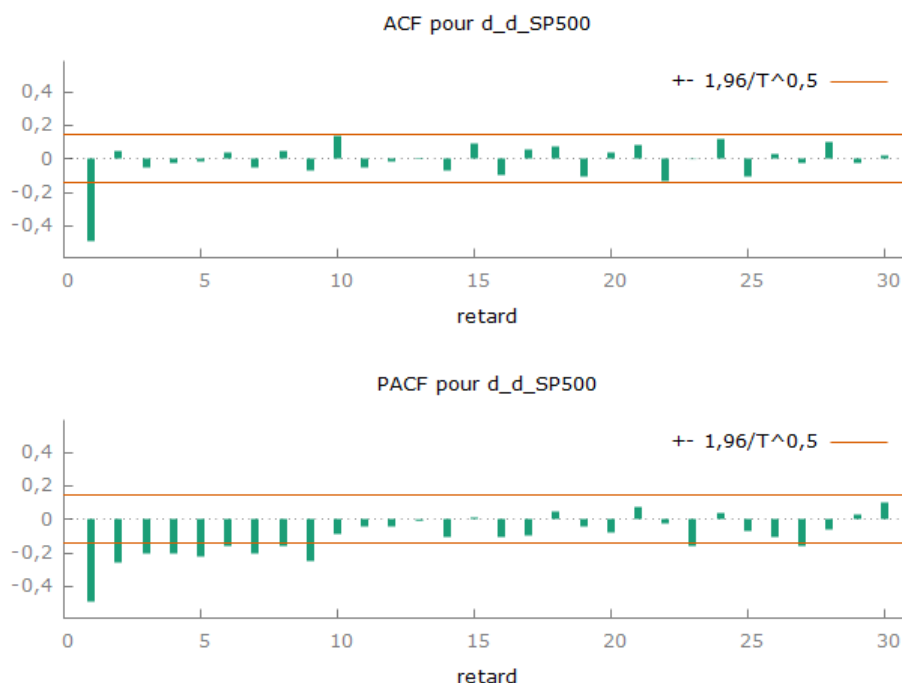 ACF pour d_d_SP500
+- 1,96/T^0,5
0,4
0,2
0
-0,2
-0,4
0 5 10 15 20 25 30
retard
PACF pour d_d_SP500
+- 1,96/T^0,5
0,4
0,2
0
-0,2
-0,4
0 5 10 15 20 25 30
retard